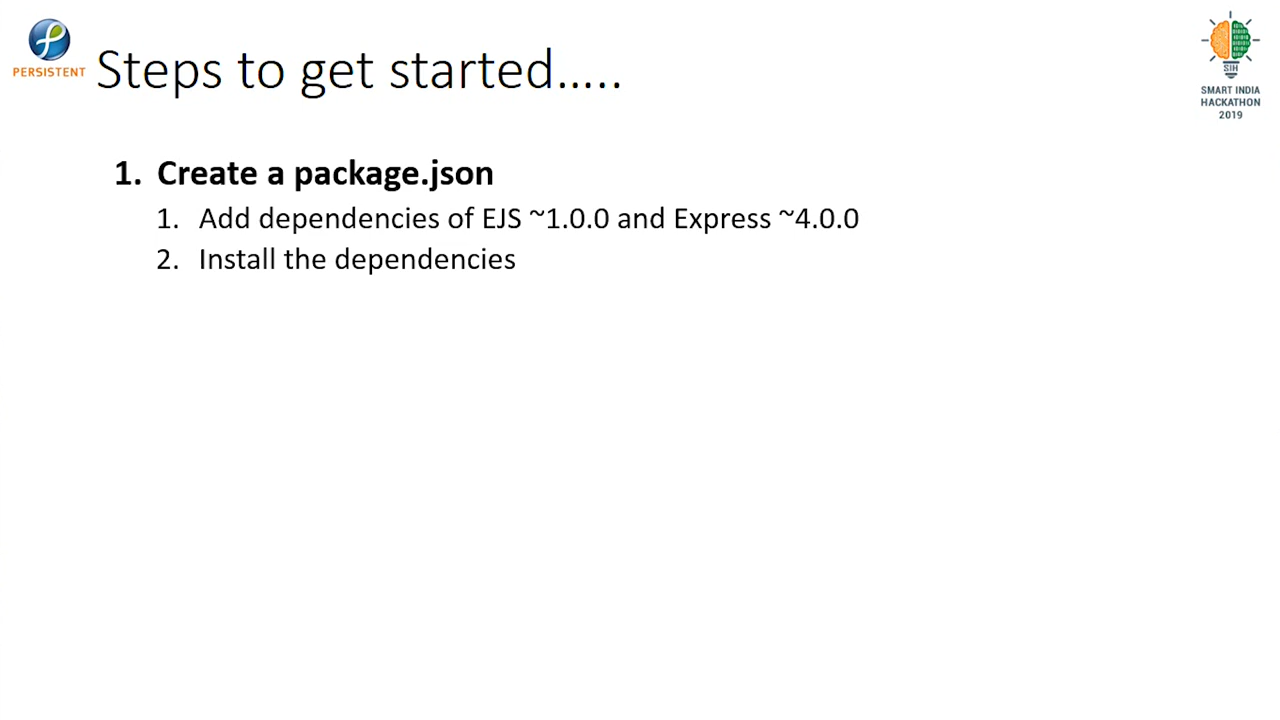 PERSISTENT
Steps to get started.....
SIH
SMART INDIA
HACKATHON
2019
1. Create a package.json
1. Add dependencies of EJS ~1.0.0 and Express ~4.0.0
2. Install the dependencies